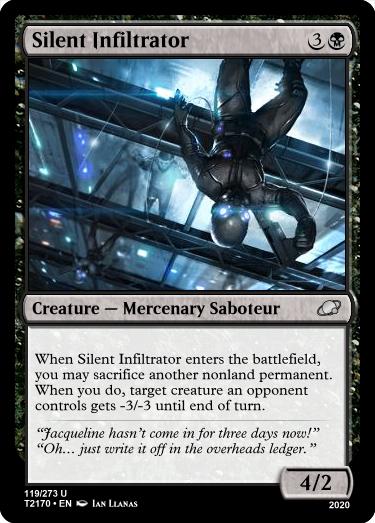 Silent Infiltrator 3
Creature — Mercenary Saboteur
When Silent Infiltrator enters the battlefield,
you may sacrifice another nonland permanent.
When you do, target creature an opponent
controls gets -3/-3 until end of turn.
“Jacqueline hasn’t come in for three days now!”
“Oh… just write it off in the overheads ledger.”
4/2
119/273 U
T2170 • EN Ian Llanas
2020